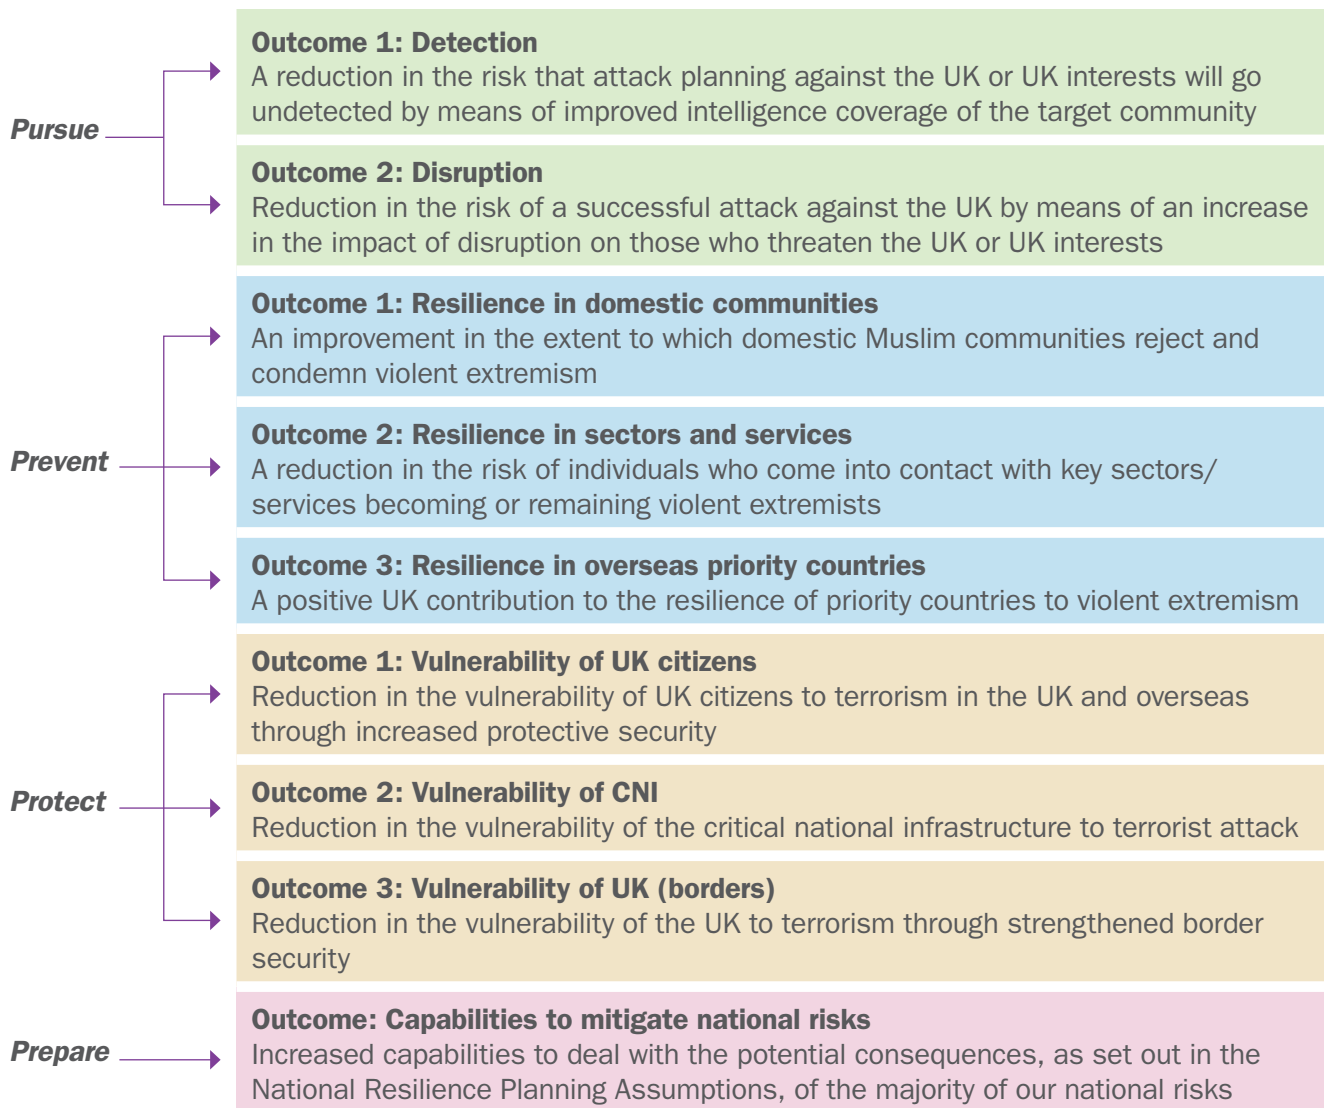 Pursue
Outcome 1: Detection
A reduction in the risk that attack planning against the UK or UK interests will go
undetected by means of improved intelligence coverage of the target community
Outcome 2: Disruption
Reduction in the risk of a successful attack against the UK by means of an increase
in the impact of disruption on those who threaten the UK or UK interests
Prevent
Outcome 1: Resilience in domestic communities
An improvement in the extent to which domestic Muslim communities reject and
condemn violent extremism
Outcome 2: Resilience in sectors and services
A reduction in the risk of individuals who come into contact with key sectors/
services becoming or remaining violent extremists
Outcome 3: Resilience in overseas priority countries
A positive UK contribution to the resilience of priority countries to violent extremism
Protect
Outcome 1: Vulnerability of UK citizens
Reduction in the vulnerability of UK citizens to terrorism in the UK and overseas
through increased protective security
Outcome 2: Vulnerability of CNI
Reduction in the vulnerability of the critical national infrastructure to terrorist attack
Outcome 3: Vulnerability of UK (borders)
Reduction in the vulnerability of the UK to terrorism through strengthened border
security
Prepare
Outcome: Capabilities to mitigate national risks
Increased capabilities to deal with the potential consequences, as set out in the
National Resilience Planning Assumptions, of the majority of our national risks